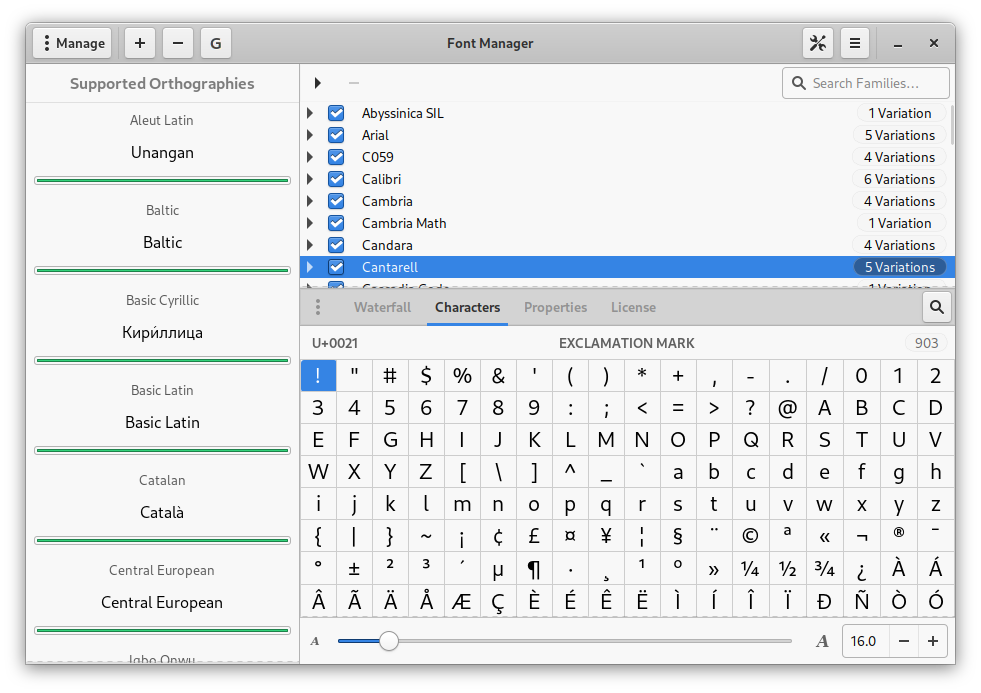 Manage + − G Font Manager
Supported Orthographies
Search Families…
Aleut Latin
Unangan
Baltic
Baltic
Basic Cyrillic
Кири́ллица
Basic Latin
Basic Latin
Catalan
Català
Central European
Central European
Igbo Onwu
Abyssinica SIL 1 Variation
Arial 5 Variations
C059 4 Variations
Calibri 6 Variations
Cambria 4 Variations
Cambria Math 1 Variation
Candara 4 Variations
Cantarell 5 Variations
Cascadia Code 1 Variation
Waterfall Characters Properties License
U+0021 EXCLAMATION MARK 903
! " # $ % & ' ( ) * + , - . / 0 1 2
3 4 5 6 7 8 9 : ; < = > ? @ A B C D
E F G H I J K L M N O P Q R S T U V
W X Y Z [ \ ] ^ _ ` a b c d e f g h
i j k l m n o p q r s t u v w x y z
{ | } ~ ¡ ¢ £ ¤ ¥ ¦ § ¨ © ª « ¬ ® ¯
° ± ² ³ ´ µ ¶ · ¸ ¹ º » ¼ ½ ¾ ¿ À Á
Â Ã Ä Å Æ Ç È É Ê Ë Ì Í Î Ï Ð Ñ Ò Ó
A A 16.0 − +